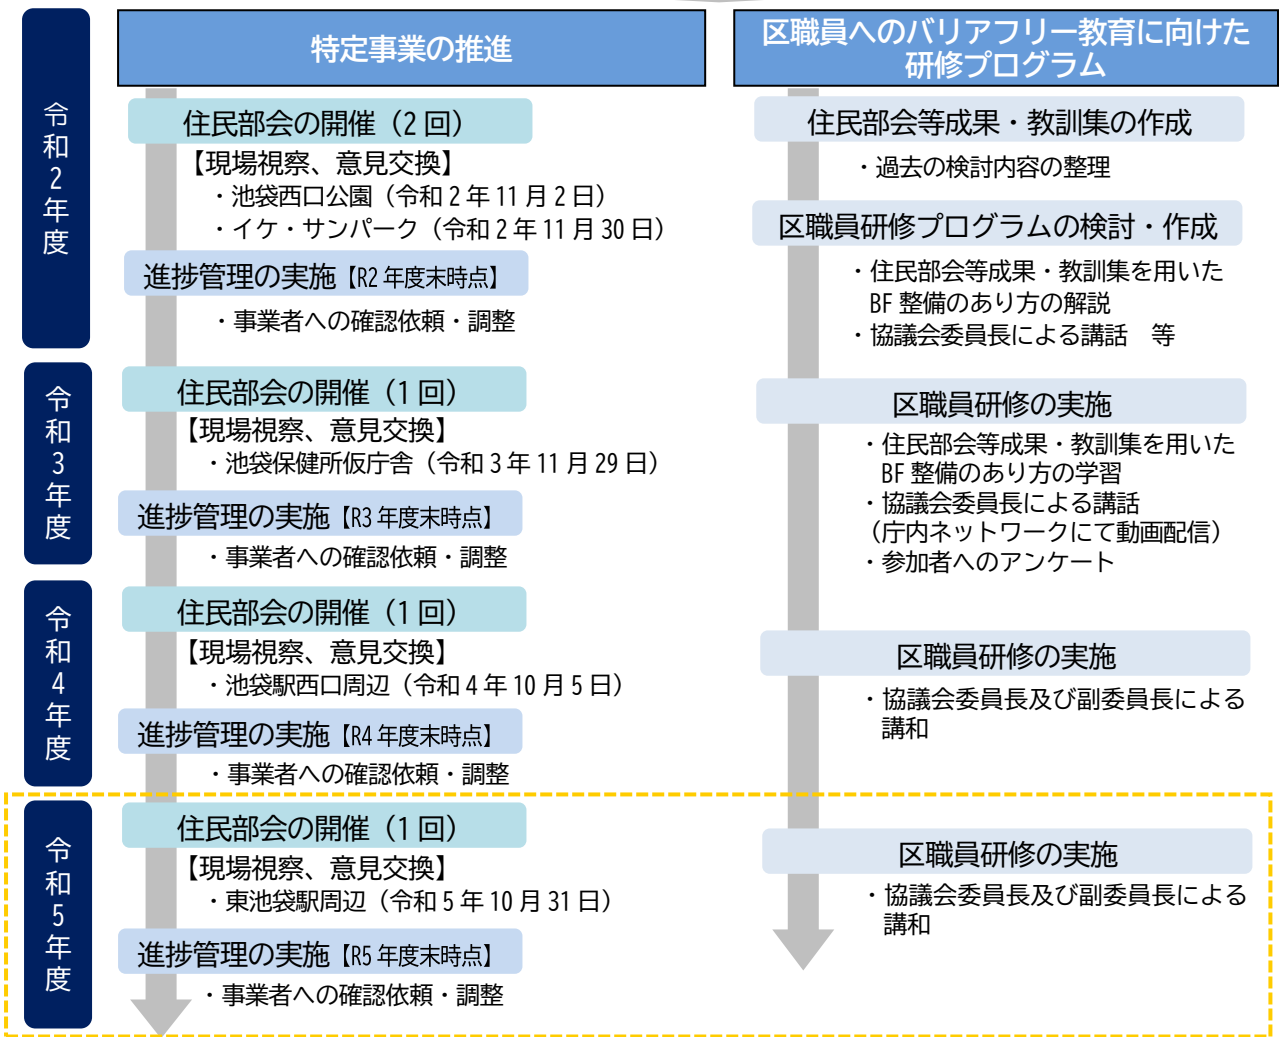 特定事業の推進
区職員へのバリアフリー教育に向けた
研修プログラム
令和2年度
住民部会の開催（2回）
【現場視察、意見交換】
・池袋西口公園（令和2年11月2日）
・イケ・サンパーク（令和2年11月30日）
進捗管理の実施【R2年度末時点】
・事業者への確認依頼・調整
住民部会等成果・教訓集の作成
・過去の検討内容の整理
区職員研修プログラムの検討・作成
・住民部会等成果・教訓集を用いた
BF整備のあり方の解説
・協議会委員長による講話　等
令和3年度
住民部会の開催（1回）
【現場視察、意見交換】
・池袋保健所仮庁舎（令和3年11月29日）
進捗管理の実施【R3年度末時点】
・事業者への確認依頼・調整
区職員研修の実施
・住民部会等成果・教訓集を用いた
BF整備のあり方の学習
・協議会委員長による講話
（庁内ネットワークにて動画配信）
・参加者へのアンケート
令和4年度
住民部会の開催（1回）
【現場視察、意見交換】
・池袋駅西口周辺（令和4年10月5日）
進捗管理の実施【R4年度末時点】
・事業者への確認依頼・調整
区職員研修の実施
・協議会委員長及び副委員長による
講和
令和5年度
住民部会の開催（1回）
【現場視察、意見交換】
・東池袋駅周辺（令和5年10月31日）
進捗管理の実施【R5年度末時点】
・事業者への確認依頼・調整
区職員研修の実施
・協議会委員長及び副委員長による
講和